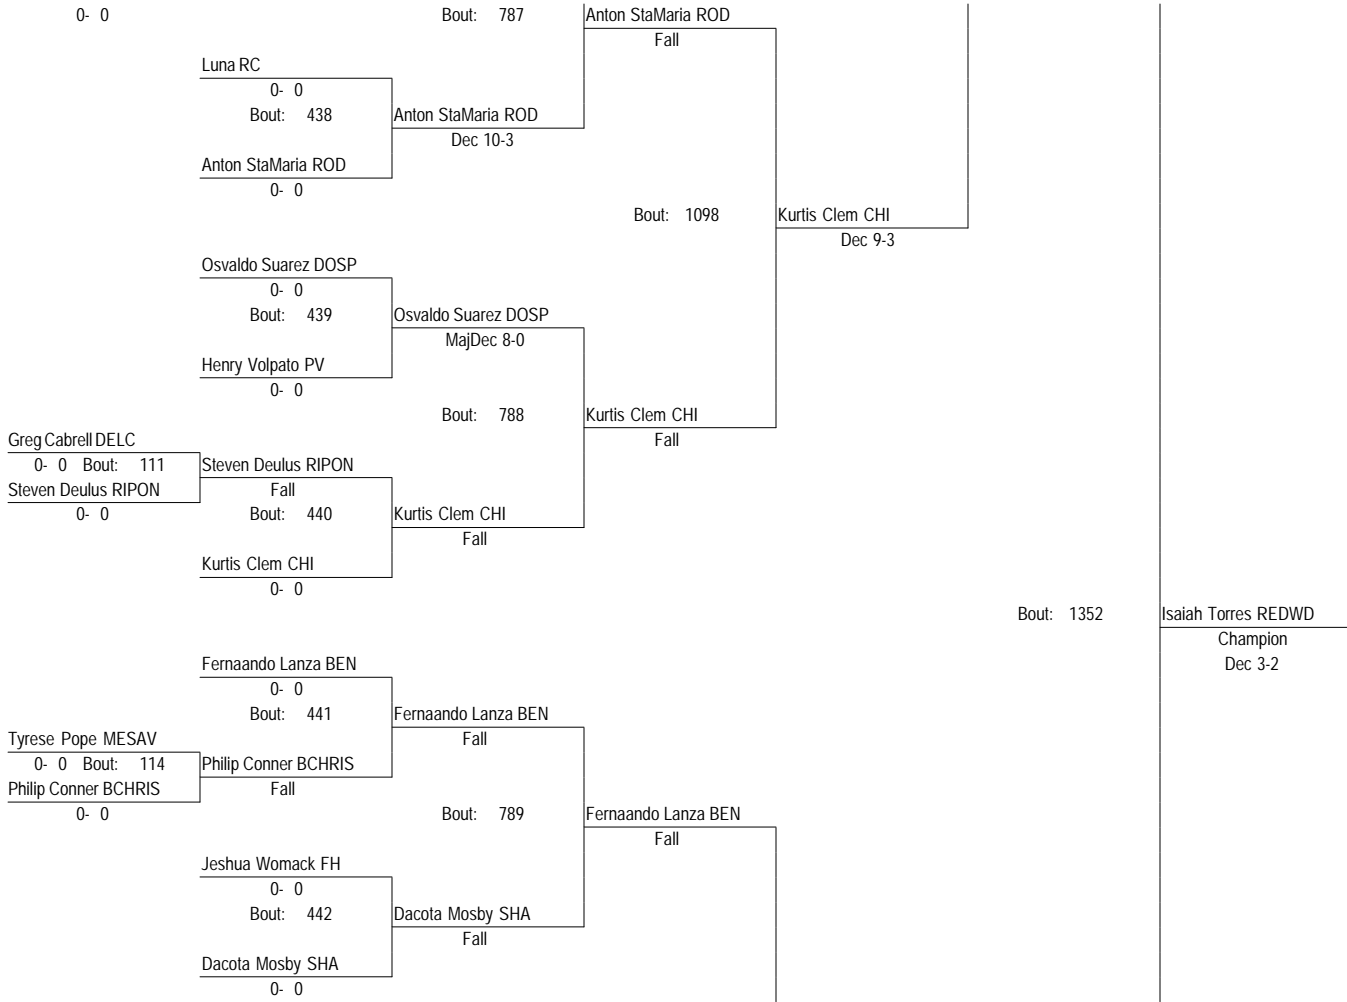 0- 0 Bout: 787 Anton StaMaria ROD
Fall
Luna RC
0- 0
Bout: 438 Anton StaMaria ROD
Dec 10-3
Anton StaMaria ROD
0- 0
Bout: 1098 Kurtis Clem CHI
Dec 9-3
Osvaldo Suarez DOSP
0- 0
Bout: 439 Osvaldo Suarez DOSP
MajDec 8-0
Henry Volpato PV
0- 0
Bout: 788 Kurtis Clem CHI
Greg Cabrell DELC Fall
0- 0 Bout: 111 Steven Deulus RIPON
Steven Deulus RIPON Fall
0- 0 Bout: 440 Kurtis Clem CHI
Fall
Kurtis Clem CHI
0- 0
Bout: 1352 Isaiah Torres REDWD
Champion
Fernaando Lanza BEN Dec 3-2
0- 0
Bout: 441 Fernaando Lanza BEN
Tyrese Pope MESAV Fall
0- 0 Bout: 114 Philip Conner BCHRIS
Philip Conner BCHRIS Fall
0- 0 Bout: 789 Fernaando Lanza BEN
Fall
Jeshua Womack FH
0- 0
Bout: 442 Dacota Mosby SHA
Fall
Dacota Mosby SHA
0- 0